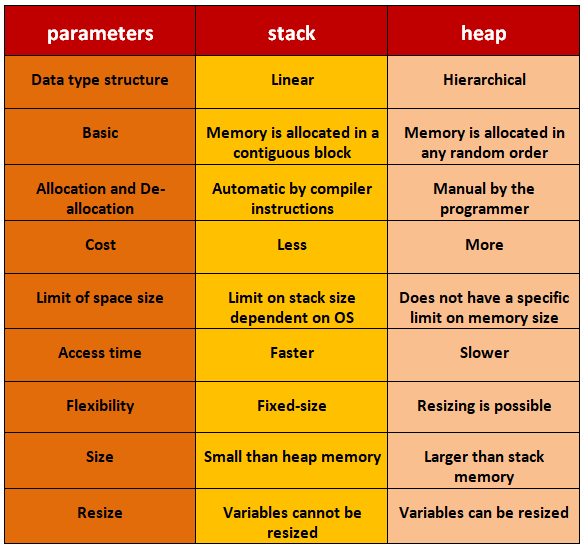 parameters stack heap
Data type structure Linear Hierarchical
Basic Memory is allocated in a Memory is allocated in
contiguous block any random order
Allocation and De- Automatic by compiler Manual by the
allocation instructions programmer
Cost Less More
Limit of space size Limit on stack size Does not have a specific
dependent on OS limit on memory size
Access time Faster Slower
Flexibility Fixed-size Resizing is possible
Size Small than heap memory Larger than stack
memory
Resize Variables cannot be Variables can be resized
resized